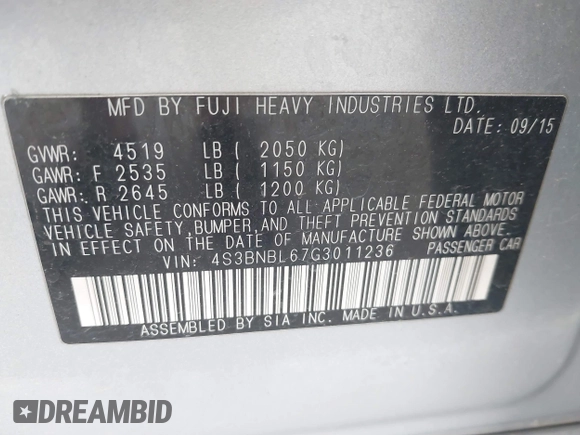 MFD BY FUJI HEAVY INDUSTRIES LTD.
DATE: 09/15
GVWR: 4519 LB ( 2050 KG)
GAWR: F 2535 LB ( 1150 KG)
GAWR: R 2645 LB ( 1200 KG)
THIS VEHICLE CONFORMS TO ALL APPLICABLE FEDERAL MOTOR
VEHICLE SAFETY, BUMPER, AND THEFT PREVENTION STANDARDS
IN EFFECT ON THE DATE OF MANUFACTURE SHOWN ABOVE.
VIN: 4S3BNBL67G3011236 PASSENGER CAR
ASSEMBLED BY SIA INC. MADE IN U.S.A.
DREAMBID